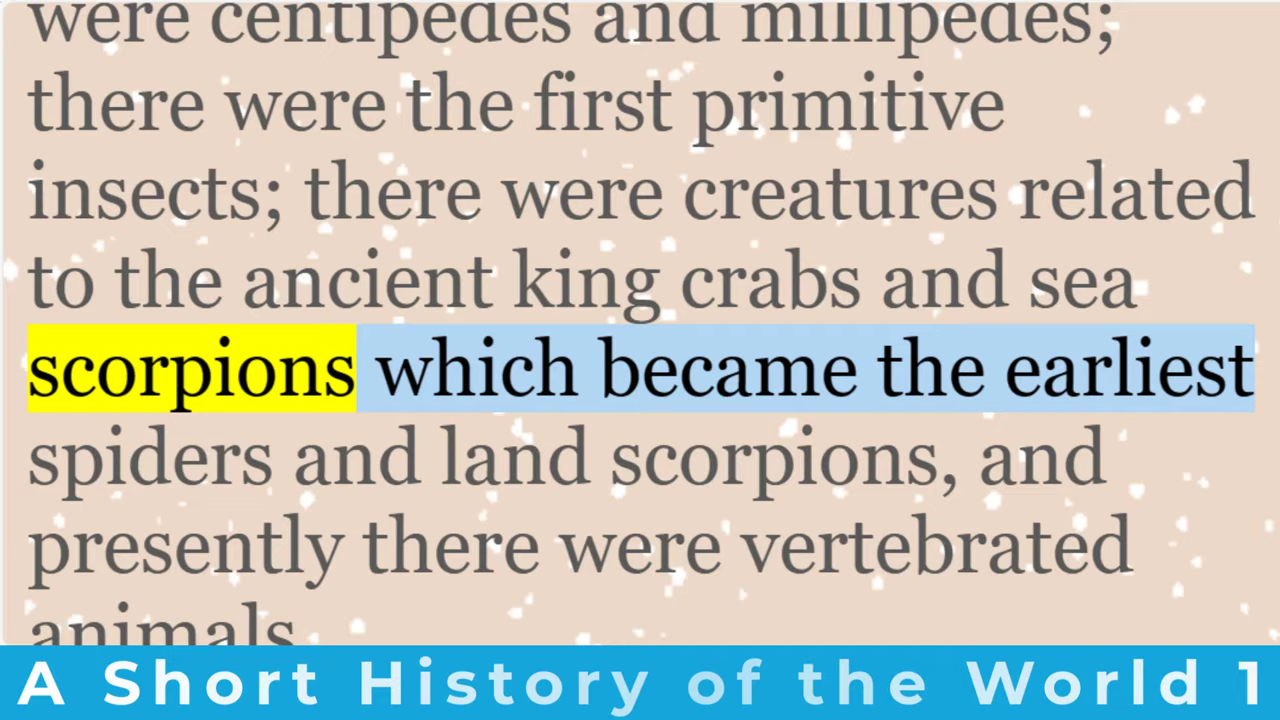 were centipedes and millipedes;
there were the first primitive
insects; there were creatures related
to the ancient king crabs and sea
scorpions which became the earliest
spiders and land scorpions, and
presently there were vertebrated
animals.
A Short History of the World 1